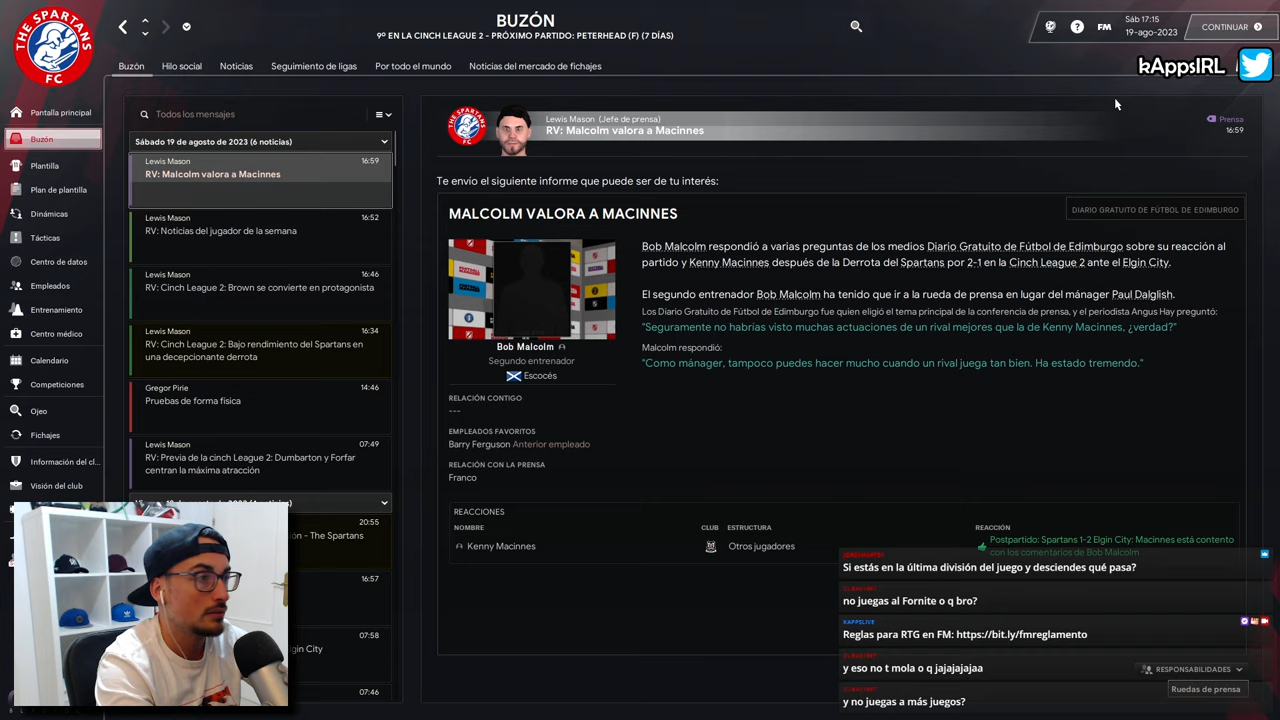 THE SPARTANS
FC
BUZÓN
9º EN LA CINCH LEAGUE 2 - PRÓXIMO PARTIDO: PETERHEAD (F) (7 DÍAS)
FM
Sáb 17:15
19-ago-2023
CONTINUAR
kAppsIRL
Buzón
Hilo social
Noticias
Seguimiento de ligas
Por todo el mundo
Noticias del mercado de fichajes
Pantalla principal
Buzón
Plantilla
Plan de plantilla
Dinámicas
Tácticas
Centro de datos
Empleados
Entrenamiento
Centro médico
Calendario
Competiciones
Ojeo
Fichajes
Información del cl...
Visión del club
Todos los mensajes
Sábado 19 de agosto de 2023 (6 noticias)
Lewis Mason 16:59
RV: Malcolm valora a Macinnes
Lewis Mason 16:52
RV: Noticias del jugador de la semana
Lewis Mason 16:46
RV: Cinch League 2: Brown se convierte en protagonista
Lewis Mason 16:34
RV: Cinch League 2: Bajo rendimiento del Spartans en
una decepcionante derrota
Gregor Pirie 14:46
Pruebas de forma física
Lewis Mason 07:49
RV: Previa de la cinch League 2: Dumbarton y Forfar
centran la máxima atracción
20:55
- The Spartans
16:57
07:58
gin City
07:46
Lewis Mason (Jefe de prensa)
RV: Malcolm valora a Macinnes
Prensa
16:59
Te envío el siguiente informe que puede ser de tu interés:
MALCOLM VALORA A MACINNES
DIARIO GRATUITO DE FÚTBOL DE EDIMBURGO
Bob Malcolm respondió a varias preguntas de los medios Diario Gratuito de Fútbol de Edimburgo sobre su reacción al
partido y Kenny Macinnes después de la Derrota del Spartans por 2-1 en la Cinch League 2 ante el Elgin City.
El segundo entrenador Bob Malcolm ha tenido que ir a la rueda de prensa en lugar del mánager Paul Dalglish.
Los Diario Gratuito de Fútbol de Edimburgo fue quien eligió el tema principal de la conferencia de prensa, y el periodista Angus Hay preguntó:
"Seguramente no habrías visto muchas actuaciones de un rival mejores que la de Kenny Macinnes, ¿verdad?"
Malcolm respondió:
"Como mánager, tampoco puedes hacer mucho cuando un rival juega tan bien. Ha estado tremendo."
Bob Malcolm
Segundo entrenador
Escocés
RELACIÓN CONTIGO
---
EMPLEADOS FAVORITOS
Barry Ferguson Anterior empleado
RELACIÓN CON LA PRENSA
Franco
REACCIONES
NOMBRE CLUB ESTRUCTURA REACCIÓN
Kenny Macinnes Otros jugadores Postpartido: Spartans 1-2 Elgin City: Macinnes está contento
con los comentarios de Bob Malcolm
Si estás en la última división del juego y desciendes qué pasa?
no juegas al Fornite o q bro?
KAPPSLIVE
Reglas para RTG en FM: https://bit.ly/fmreglamento
y eso no t mola o q jajajajajaa
y no juegas a más juegos?
RESPONSABILIDADES
Ruedas de prensa